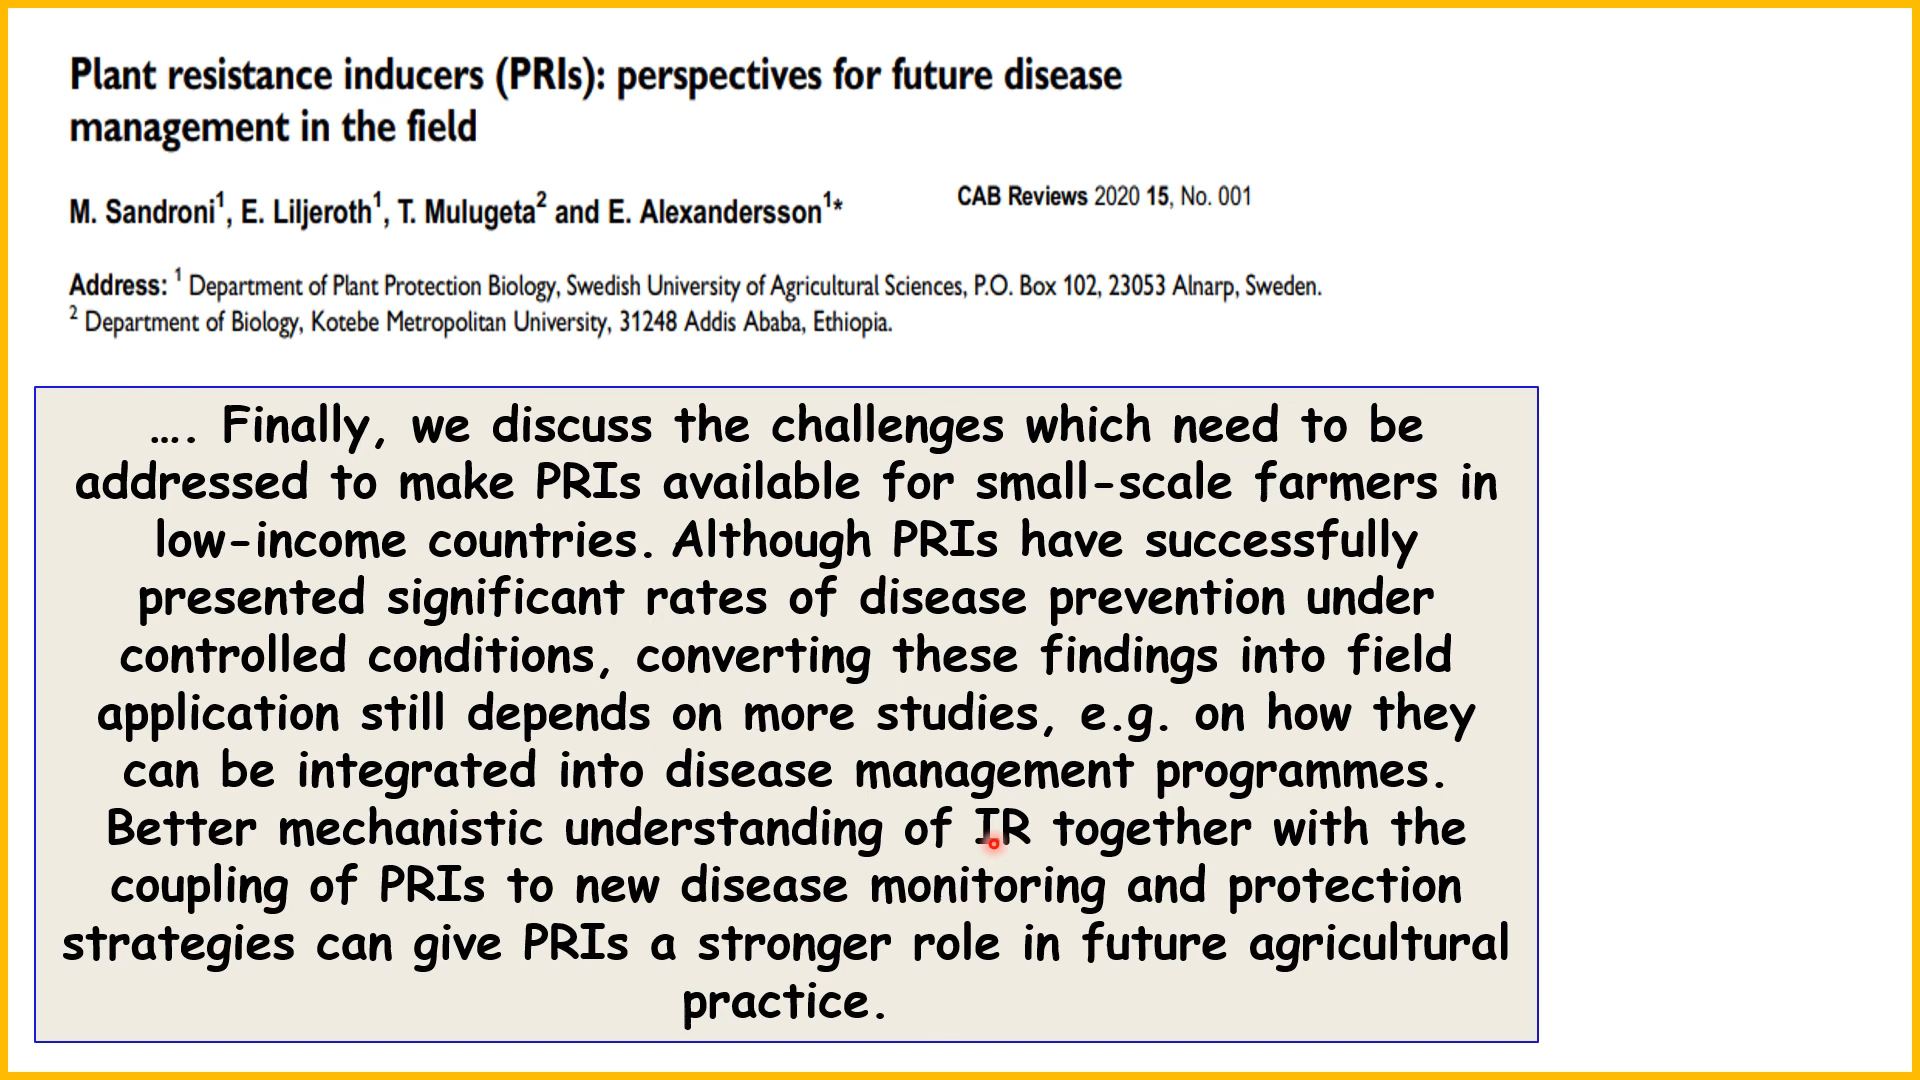 Plant resistance inducers (PRIs): perspectives for future disease
management in the field
M. Sandroni1, E. Liljeroth1, T. Mulugeta2 and E. Alexandersson1*
CAB Reviews 2020 15, No. 001
Address: 1 Department of Plant Protection Biology, Swedish University of Agricultural Sciences, P.O. Box 102, 23053 Alnarp, Sweden.
2 Department of Biology, Kotebe Metropolitan University, 31248 Addis Ababa, Ethiopia.
.... Finally, we discuss the challenges which need to be
addressed to make PRIs available for small-scale farmers in
low-income countries. Although PRIs have successfully
presented significant rates of disease prevention under
controlled conditions, converting these findings into field
application still depends on more studies, e.g. on how they
can be integrated into disease management programmes.
Better mechanistic understanding of IR together with the
coupling of PRIs to new disease monitoring and protection
strategies can give PRIs a stronger role in future agricultural
practice.